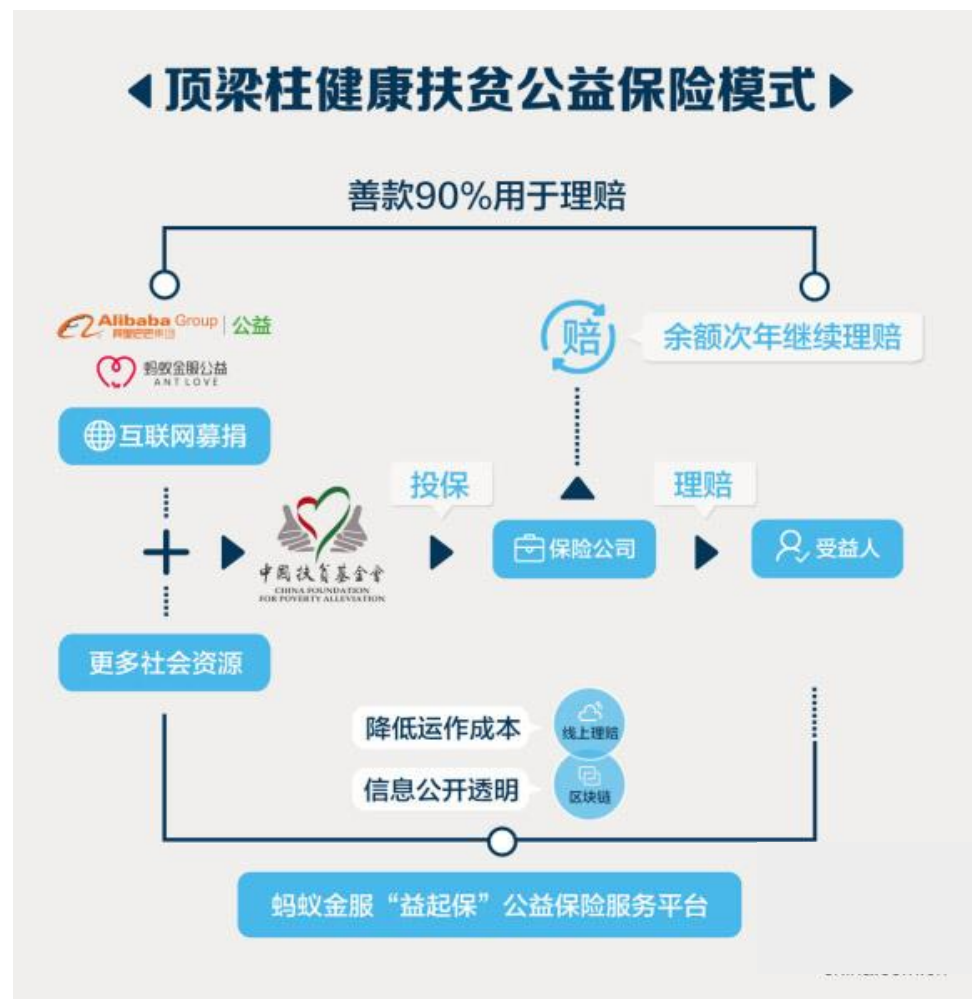 顶梁柱健康扶贫公益保险模式
善款90%用于理赔
Alibaba Group | 公益
阿里巴巴集团
蚂蚁金服公益
ANT LOVE
互联网募捐
赔
余额次年继续理赔
投保
理赔
中国扶贫基金会
CHINA FOUNDATION
FOR POVERTY ALLEVIATION
保险公司
受益人
更多社会资源
降低运作成本
线上理赔
信息公开透明
区块链
蚂蚁金服“益起保”公益保险服务平台